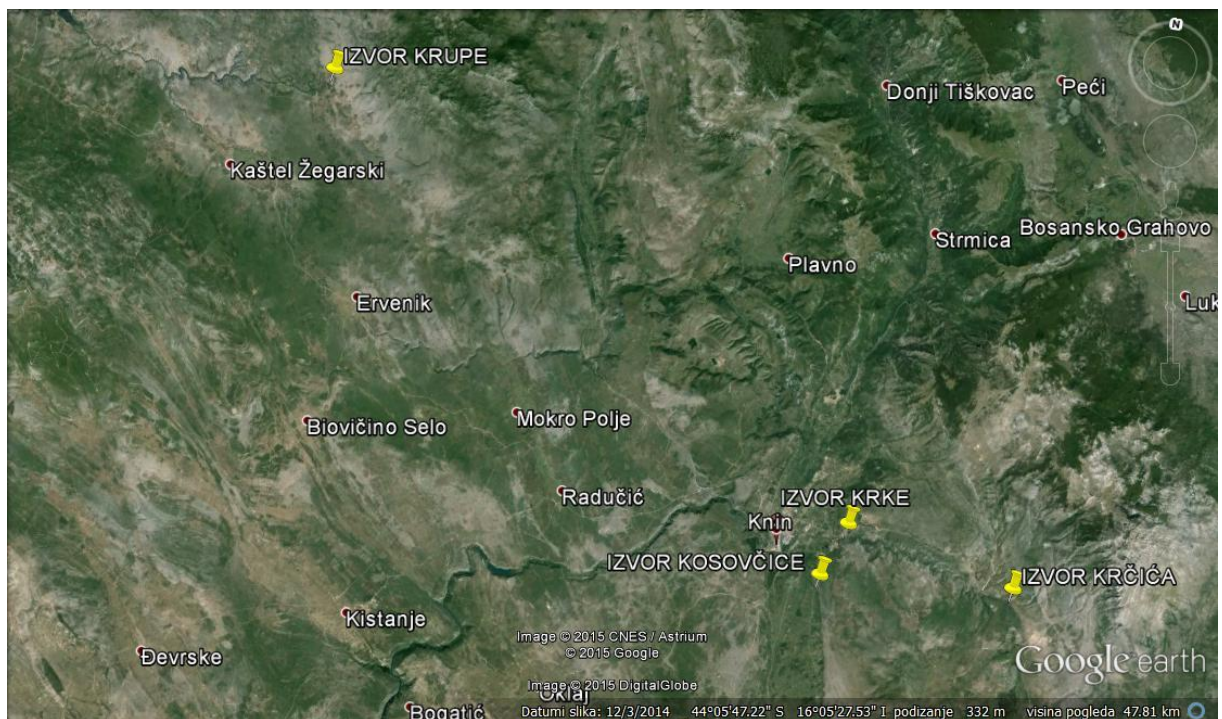 N
IZVOR KRUPE
Donji Tiškovac
Peći
Kaštel Žegarski
Bosansko Grahovo
Strmica
Plavno
Ervenik
Luk
Mokro Polje
Biovičino Selo
Radučić
IZVOR KRKE
Knin
IZVOR KOSOVČICE
IZVOR KRČIĆA
Kistanje
Image © 2015 CNES / Astrium
© 2015 Google
Đevrske
Google earth
Image © 2015 DigitalGlobe
Oklaj
Bogatić
Datumi slika: 12/3/2014 44°05'47.22" S 16°05'27.53" I podizanje 332 m visina pogleda 47.81 km